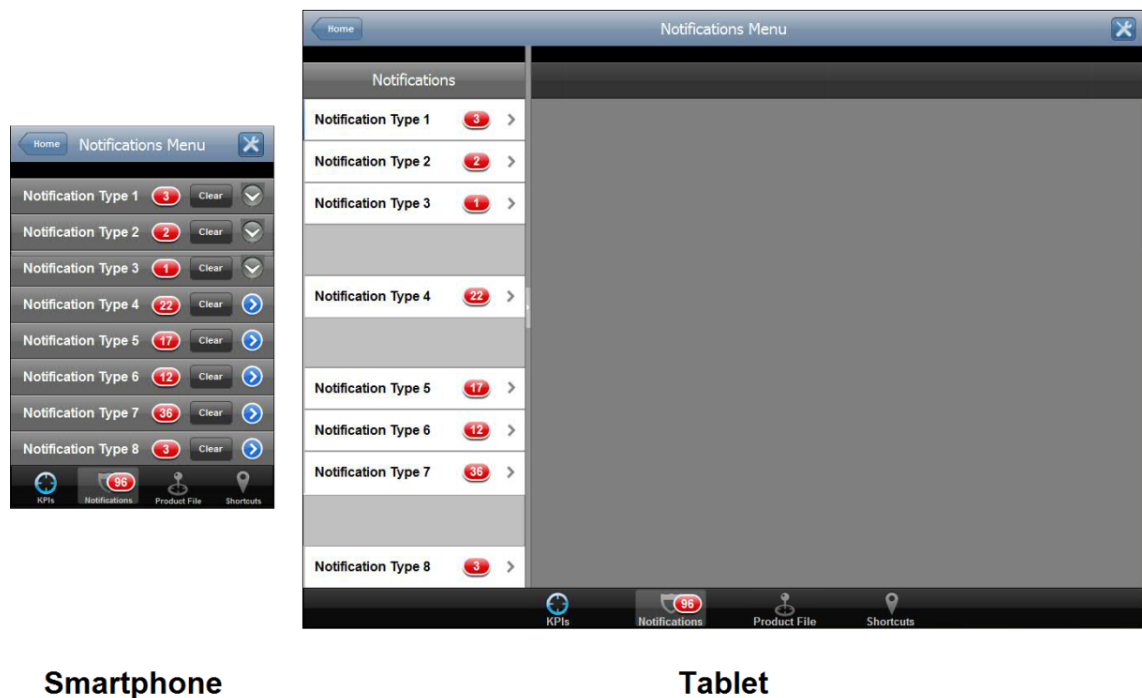 Home Notifications Menu
Notification Type 1 3 Clear
Notification Type 2 2 Clear
Notification Type 3 1 Clear
Notification Type 4 22 Clear
Notification Type 5 17 Clear
Notification Type 6 12 Clear
Notification Type 7 36 Clear
Notification Type 8 3 Clear
96
KPIs Notifications Product File Shortcuts
Smartphone
Home Notifications Menu
Notifications
Notification Type 1 3
Notification Type 2 2
Notification Type 3 1
Notification Type 4 22
Notification Type 5 17
Notification Type 6 12
Notification Type 7 36
Notification Type 8 3
96
KPIs Notifications Product File Shortcuts
Tablet